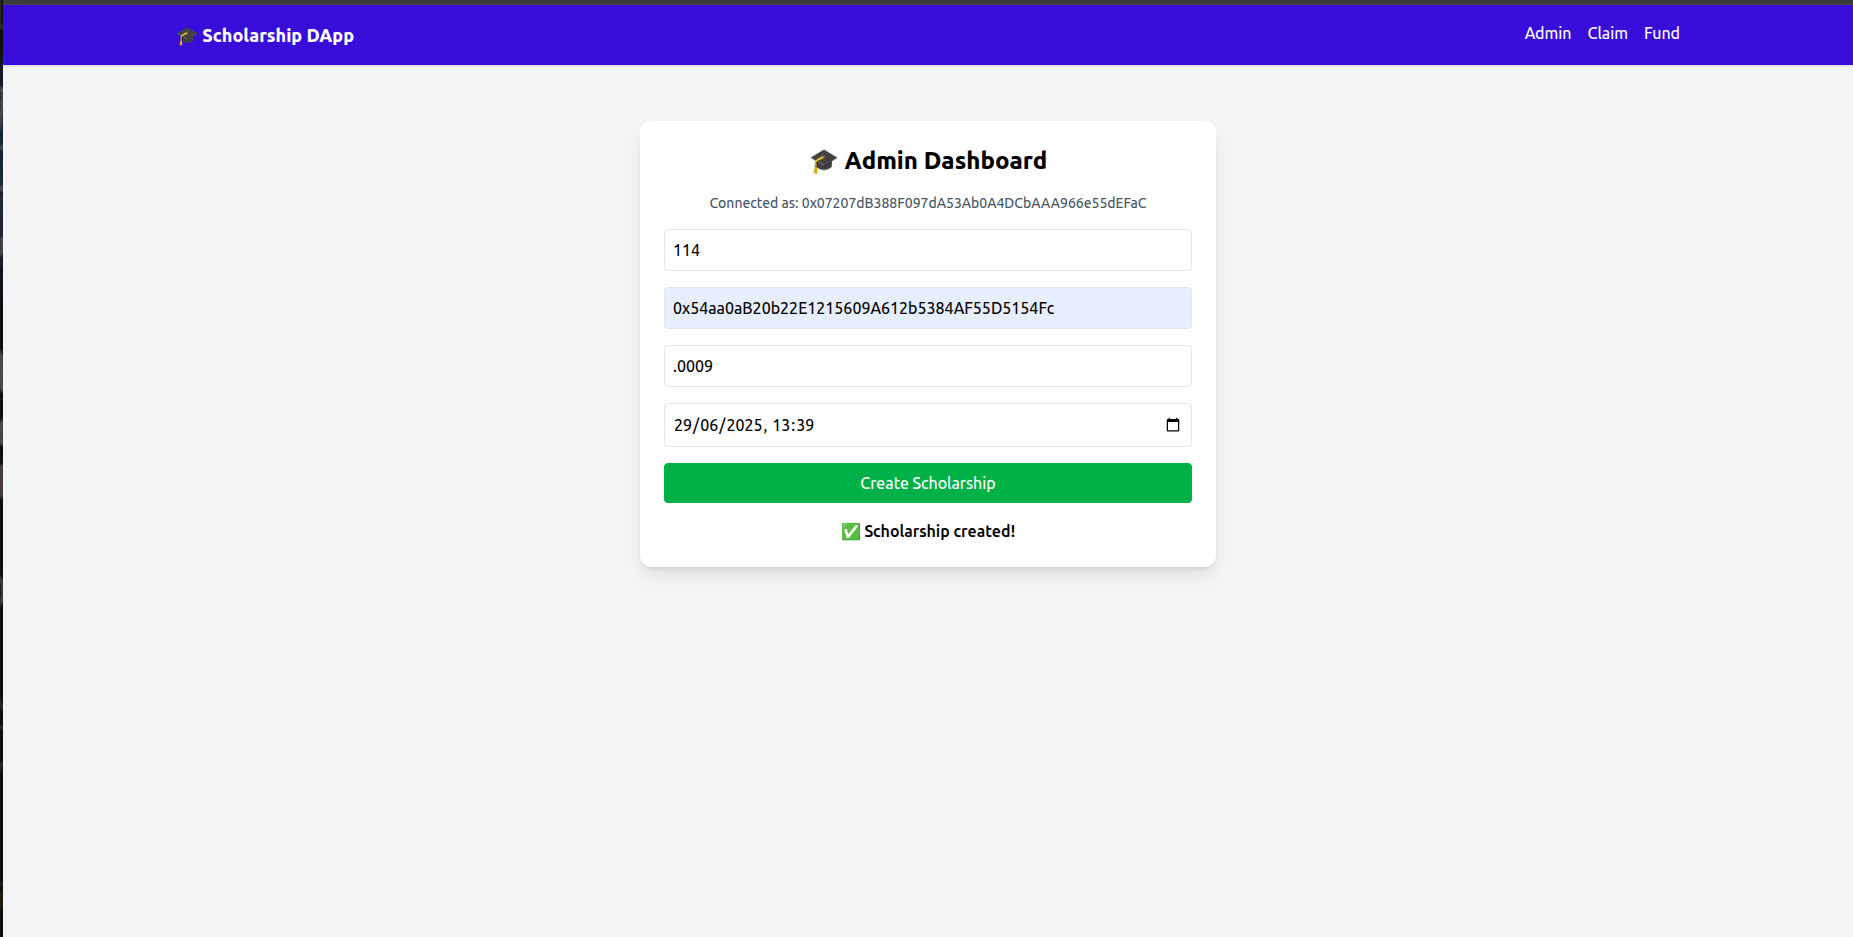 🎓 Scholarship DApp
Admin Claim Fund
🎓 Admin Dashboard
Connected as: 0x07207dB388F097dA53Ab0A4DCbAAA966e55dEFaC
114
0x54aa0aB20b22E1215609A612b5384AF55D5154Fc
.0009
29/06/2025, 13:39
Create Scholarship
✅ Scholarship created!